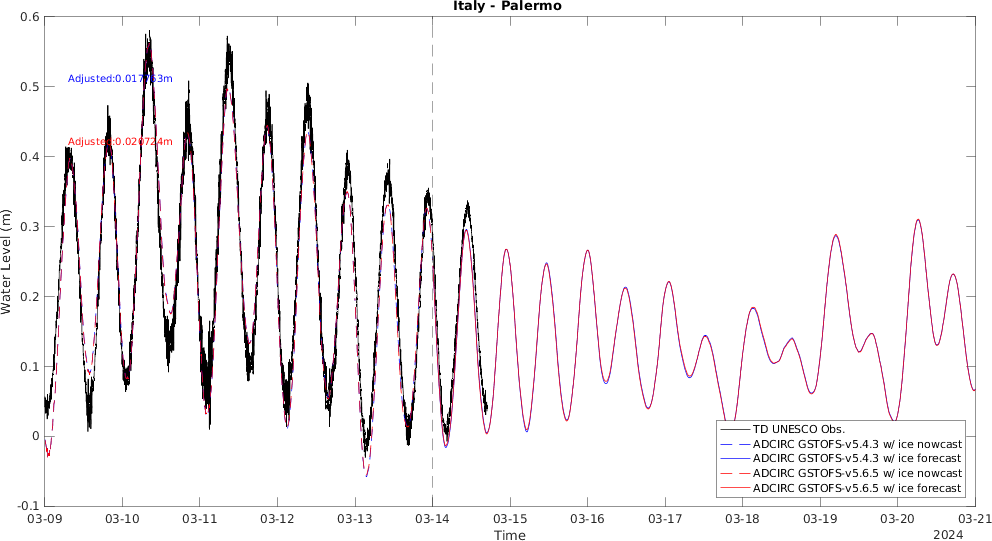 Italy - Palermo
0.6
0.5
0.4
0.3
0.2
0.1
0
-0.1
Water Level (m)
Adjusted:0.017763m
Adjusted:0.020724m
TD UNESCO Obs.
ADCIRC GSTOFS-v5.4.3 w/ ice nowcast
ADCIRC GSTOFS-v5.4.3 w/ ice forecast
ADCIRC GSTOFS-v5.6.5 w/ ice nowcast
ADCIRC GSTOFS-v5.6.5 w/ ice forecast
03-09 03-10 03-11 03-12 03-13 03-14 03-15 03-16 03-17 03-18 03-19 03-20 03-21
Time
2024